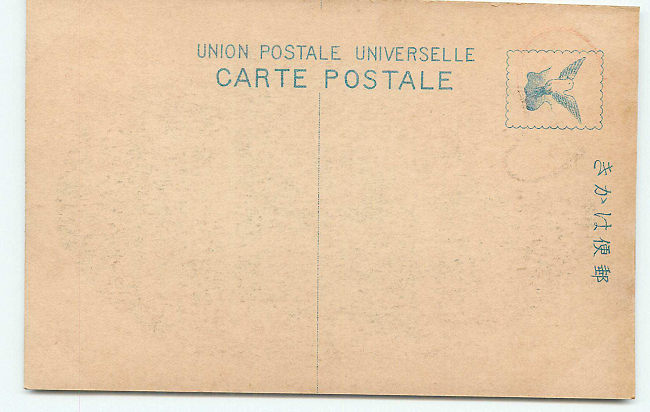 UNION POSTALE UNIVERSELLE
CARTE POSTALE
郵便はかき